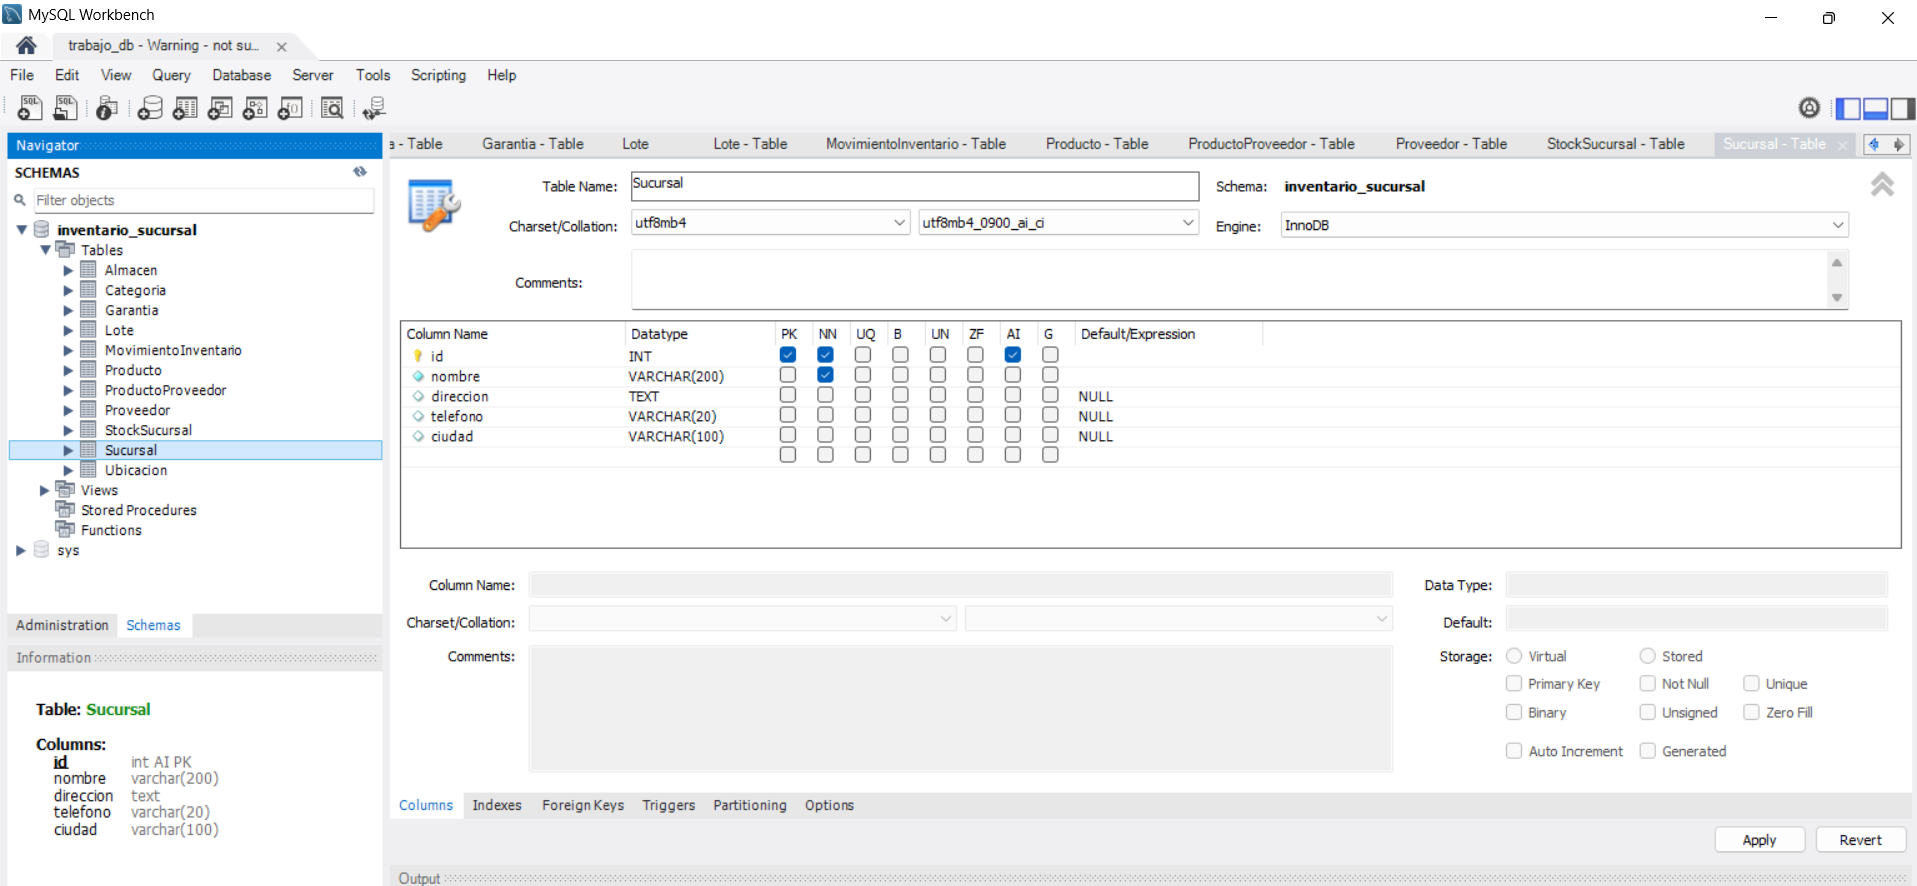 MySQL Workbench
trabajo_db - Warning - not su...
File Edit View Query Database Server Tools Scripting Help
Navigator
SCHEMAS
Filter objects
inventario_sucursal
Tables
Almacen
Categoria
Garantia
Lote
MovimientoInventario
Producto
ProductoProveedor
Proveedor
StockSucursal
Sucursal
Ubicacion
Views
Stored Procedures
Functions
sys
Administration Schemas
Information
Table: Sucursal
Columns:
id int AI PK
nombre varchar(200)
direccion text
telefono varchar(20)
ciudad varchar(100)
a - Table Garantia - Table Lote Lote - Table MovimientoInventario - Table Producto - Table ProductoProveedor - Table Proveedor - Table StockSucursal - Table Sucursal - Table
Table Name: Sucursal Schema: inventario_sucursal
Charset/Collation: utf8mb4 utf8mb4_0900_ai_ci Engine: InnoDB
Comments:
Column Name Datatype PK NN UQ B UN ZF AI G Default/Expression
id INT
nombre VARCHAR(200)
direccion TEXT NULL
telefono VARCHAR(20) NULL
ciudad VARCHAR(100) NULL
Column Name: Data Type:
Charset/Collation: Default:
Comments: Storage: Virtual Stored
Primary Key Not Null Unique
Binary Unsigned Zero Fill
Auto Increment Generated
Columns Indexes Foreign Keys Triggers Partitioning Options
Apply Revert
Output